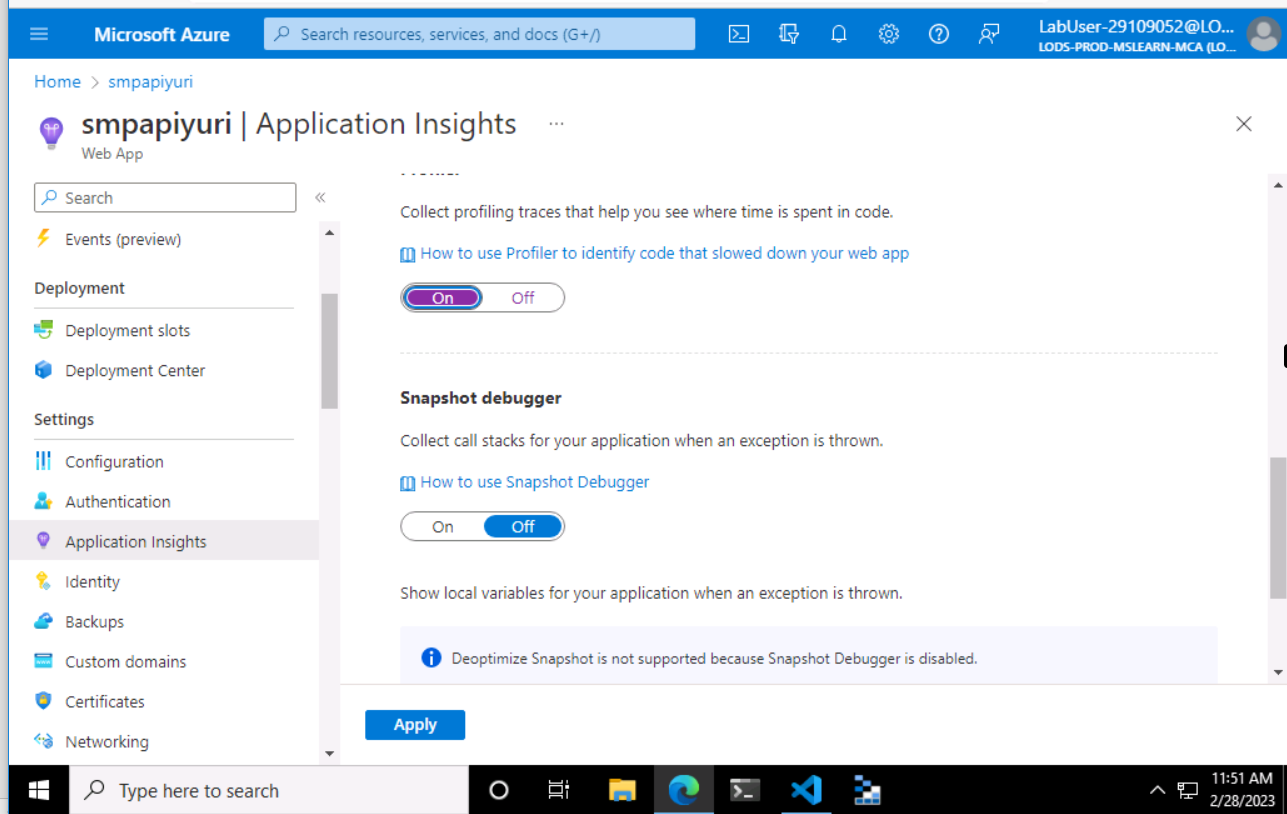 Microsoft Azure
Search resources, services, and docs (G+/)
LabUser-29109052@LO...
LODS-PROD-MSLEARN-MCA (LO...
Home > smpapiyuri
smpapiyuri | Application Insights ...
Web App
Search
Events (preview)
Deployment
Deployment slots
Deployment Center
Settings
Configuration
Authentication
Application Insights
Identity
Backups
Custom domains
Certificates
Networking
Profiler
Collect profiling traces that help you see where time is spent in code.
How to use Profiler to identify code that slowed down your web app
On Off
Snapshot debugger
Collect call stacks for your application when an exception is thrown.
How to use Snapshot Debugger
On Off
Show local variables for your application when an exception is thrown.
Deoptimize Snapshot is not supported because Snapshot Debugger is disabled.
Apply
Type here to search
11:51 AM
2/28/2023